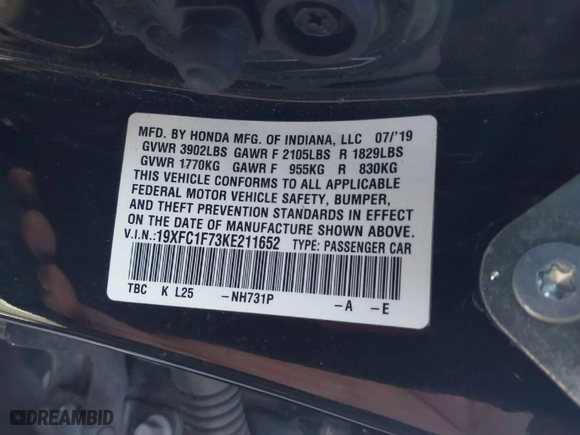 MFD. BY HONDA MFG. OF INDIANA, LLC 07/'19
GVWR 3902LBS GAWR F 2105LBS R 1829LBS
GVWR 1770KG GAWR F 955KG R 830KG
THIS VEHICLE CONFORMS TO ALL APPLICABLE
FEDERAL MOTOR VEHICLE SAFETY, BUMPER,
AND THEFT PREVENTION STANDARDS IN EFFECT
ON THE DATE OF MANUFACTURE SHOWN ABOVE.
V.I.N.:19XFC1F73KE211652 TYPE: PASSENGER CAR
TBC K L25 -NH731P -A -E
DREAMBID